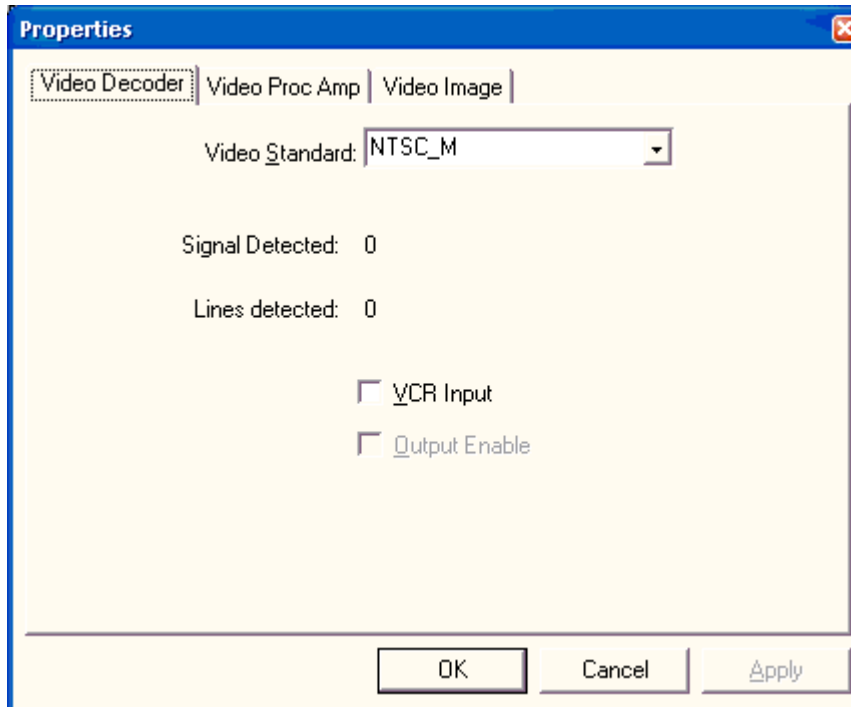 Properties
Video Decoder Video Proc Amp Video Image
Video Standard: NTSC_M
Signal Detected: 0
Lines detected: 0
VCR Input
Output Enable
OK Cancel Apply